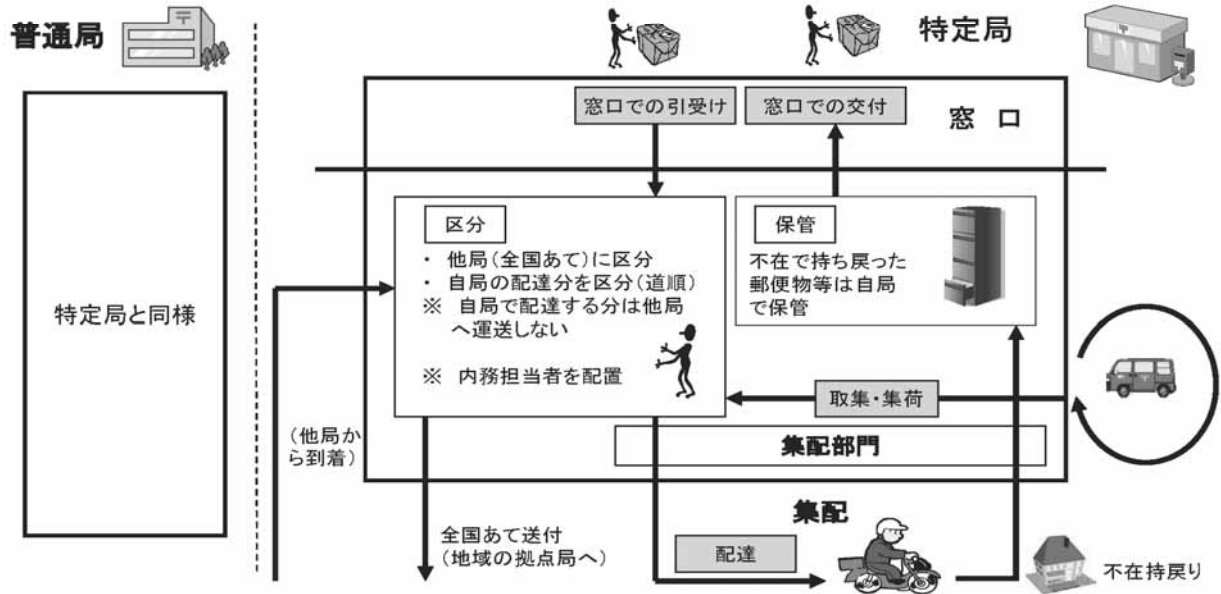 普通局
特定局
窓口での引受け
窓口での交付
窓 口
区分
・ 他局(全国あて)に区分
・ 自局の配達分を区分(道順)
※ 自局で配達する分は他局
へ運送しない
※ 内務担当者を配置
保管
不在で持ち戻った
郵便物等は自局
で保管
特定局と同様
取集・集荷
(他局か
ら到着)
集配部門
集配
全国あて送付
(地域の拠点局へ)
配達
不在持戻り